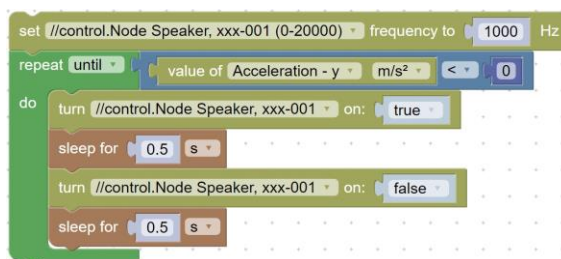 set //control.Node Speaker, xxx-001 (0-20000) frequency to 1000 Hz
repeat until value of Acceleration - y m/s² < 0
do turn //control.Node Speaker, xxx-001 on: true
sleep for 0.5 s
turn //control.Node Speaker, xxx-001 on: false
sleep for 0.5 s